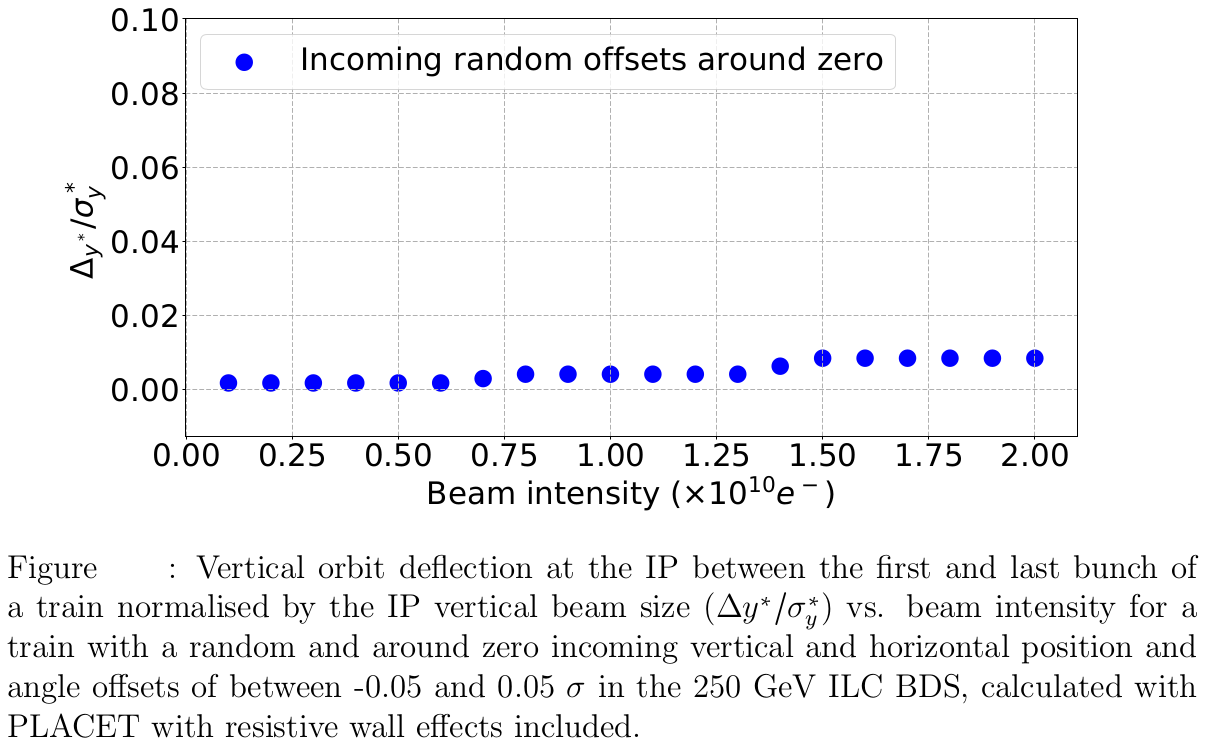 0.10
Incoming random offsets around zero
0.08
0.06
0.04
0.02
0.00
Δ_{y^*}/σ_y^*
0.00 0.25 0.50 0.75 1.00 1.25 1.50 1.75 2.00
Beam intensity (×10^{10}e^−)
Figure : Vertical orbit deflection at the IP between the first and last bunch of
a train normalised by the IP vertical beam size (Δy*/σ_y^*) vs. beam intensity for a
train with a random and around zero incoming vertical and horizontal position and
angle offsets of between -0.05 and 0.05 σ in the 250 GeV ILC BDS, calculated with
PLACET with resistive wall effects included.